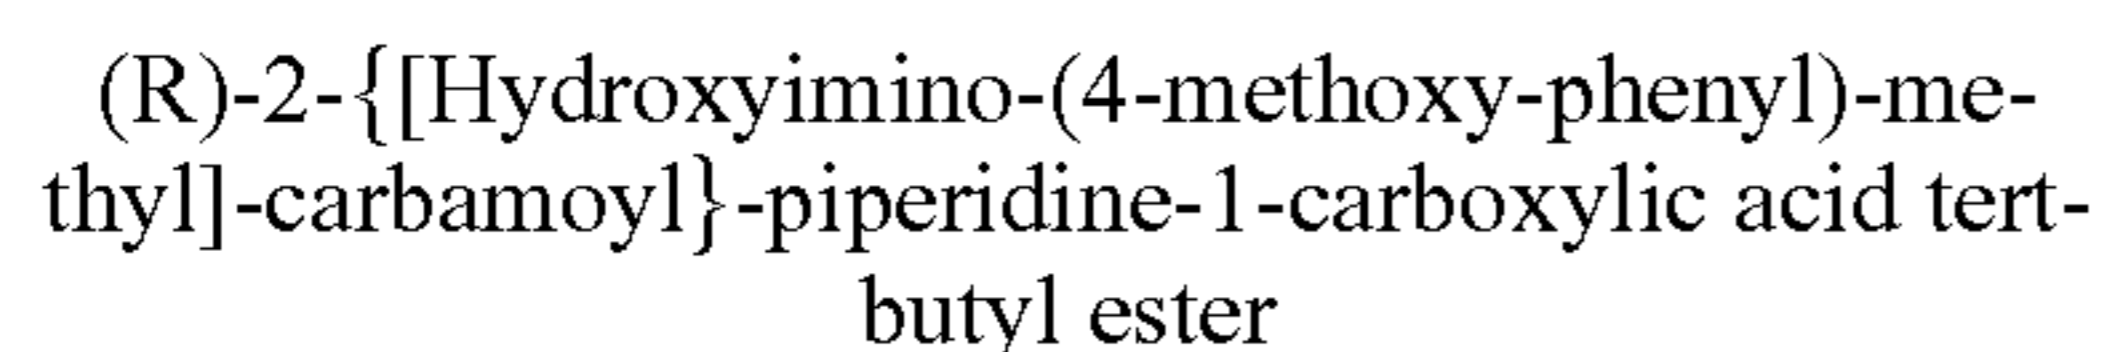 (R)-2-{[Hydroxyimino-(4-methoxy-phenyl)-me-
thyl]-carbamoyl}-piperidine-1-carboxylic acid tert-
butyl ester